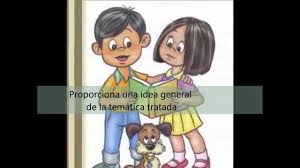 Proporciona una idea general
de la temática tratada